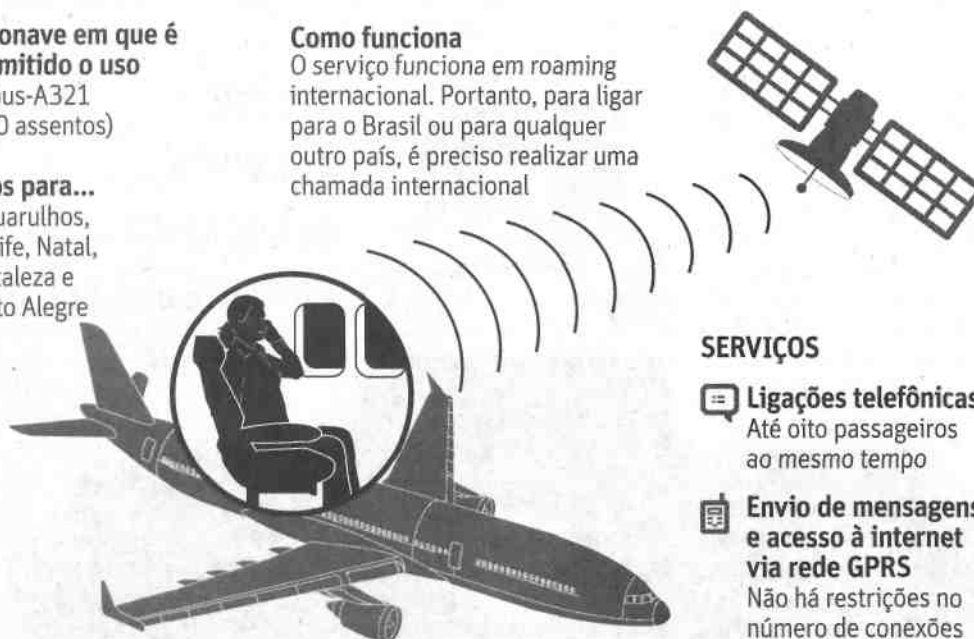 onave em que é
mitido o uso
us-A321
0 assentos)
os para...
uarulhos,
ife, Natal,
taleza e
to Alegre
Como funciona
O serviço funciona em roaming
internacional. Portanto, para ligar
para o Brasil ou para qualquer
outro país, é preciso realizar uma
chamada internacional
SERVIÇOS
Ligações telefônicas
Até oito passageiros
ao mesmo tempo
Envio de mensagens
e acesso à internet
via rede GPRS
Não há restrições no
número de conexões